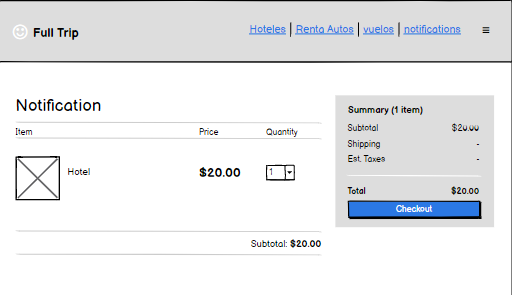 Full Trip
Hoteles | Renta Autos | vuelos | notifications
Notification
Item Price Quantity
Hotel $20.00 1
Subtotal: $20.00
Summary (1 item)
Subtotal $20.00
Shipping -
Est. Taxes -
Total $20.00
Checkout